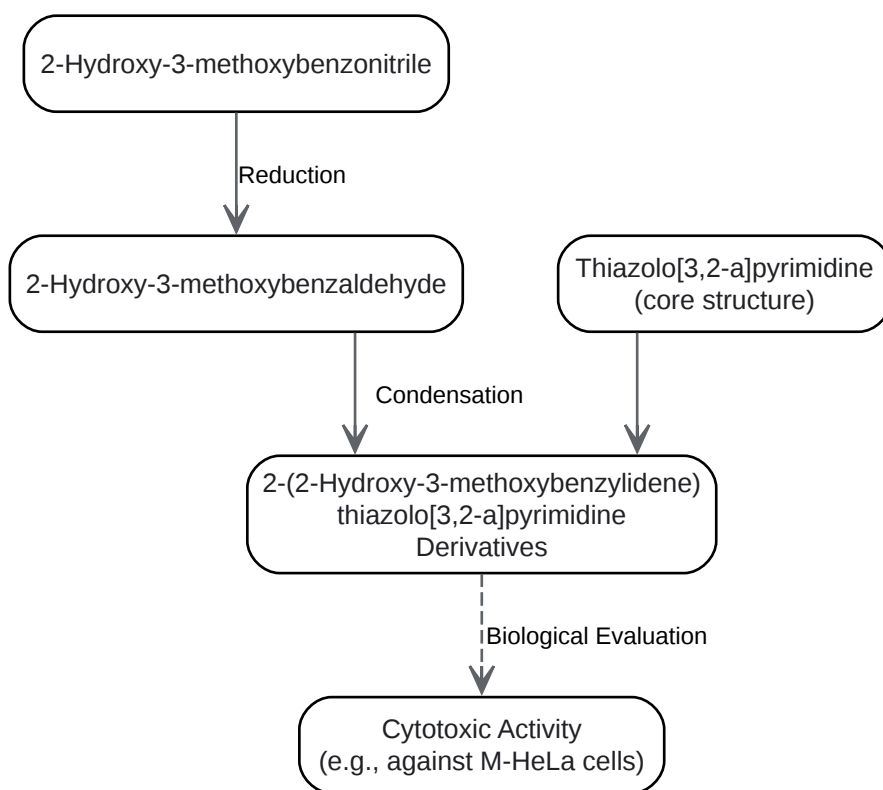 2-Hydroxy-3-methoxybenzonitrile
Reduction
2-Hydroxy-3-methoxybenzaldehyde
Thiazolo[3,2-a]pyrimidine
(core structure)
Condensation
2-(2-Hydroxy-3-methoxybenzylidene)
thiazolo[3,2-a]pyrimidine
Derivatives
Biological Evaluation
Cytotoxic Activity
(e.g., against M-HeLa cells)